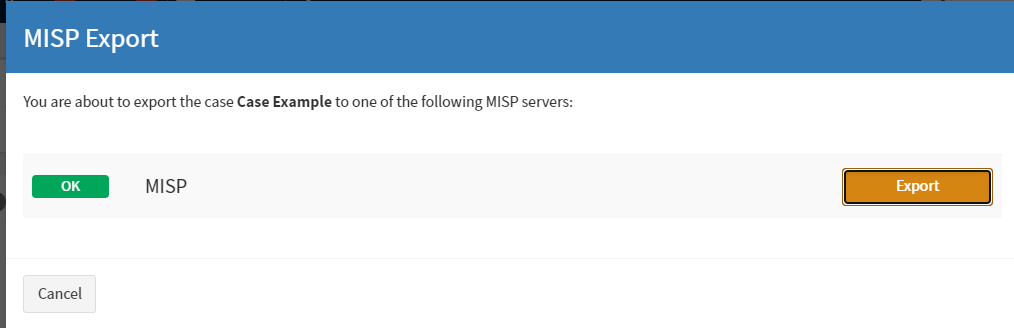 MISP Export
You are about to export the case Case Example to one of the following MISP servers:
OK MISP Export
Cancel